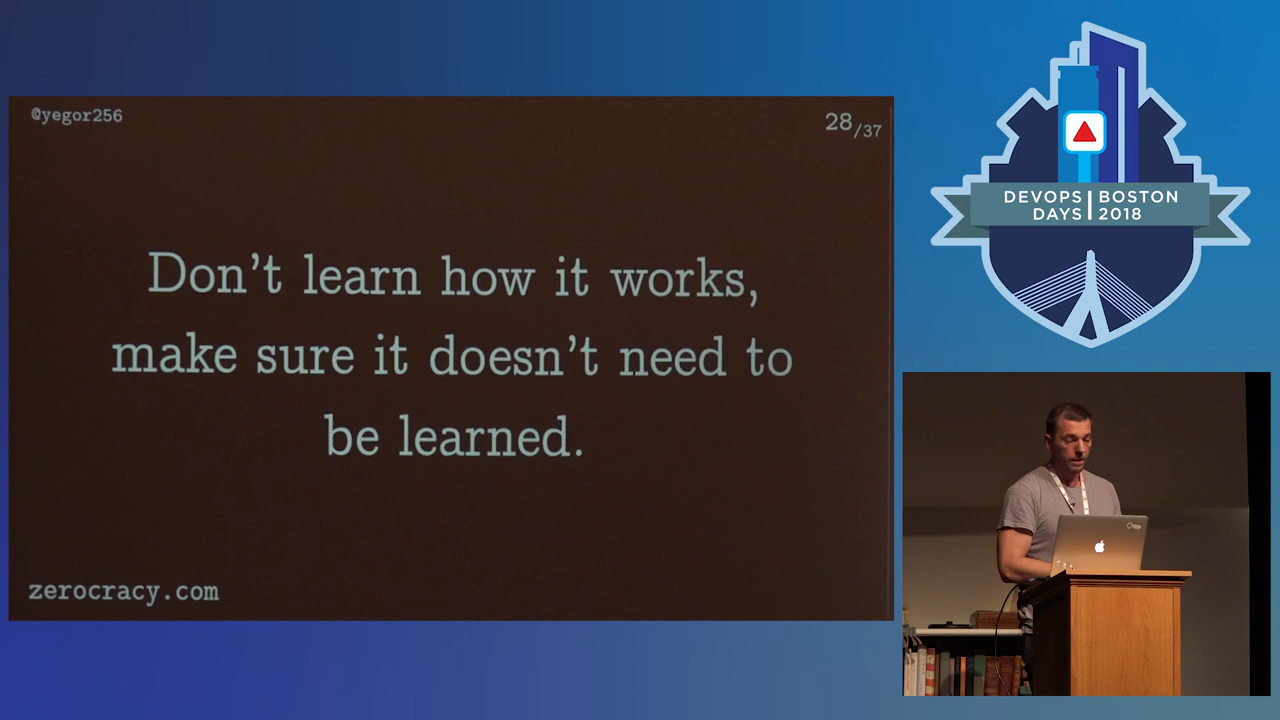 @yegor256
28/37
Don't learn how it works,
make sure it doesn't need to
be learned.
zerocracy.com
DEVOPS | BOSTON
DAYS | 2018